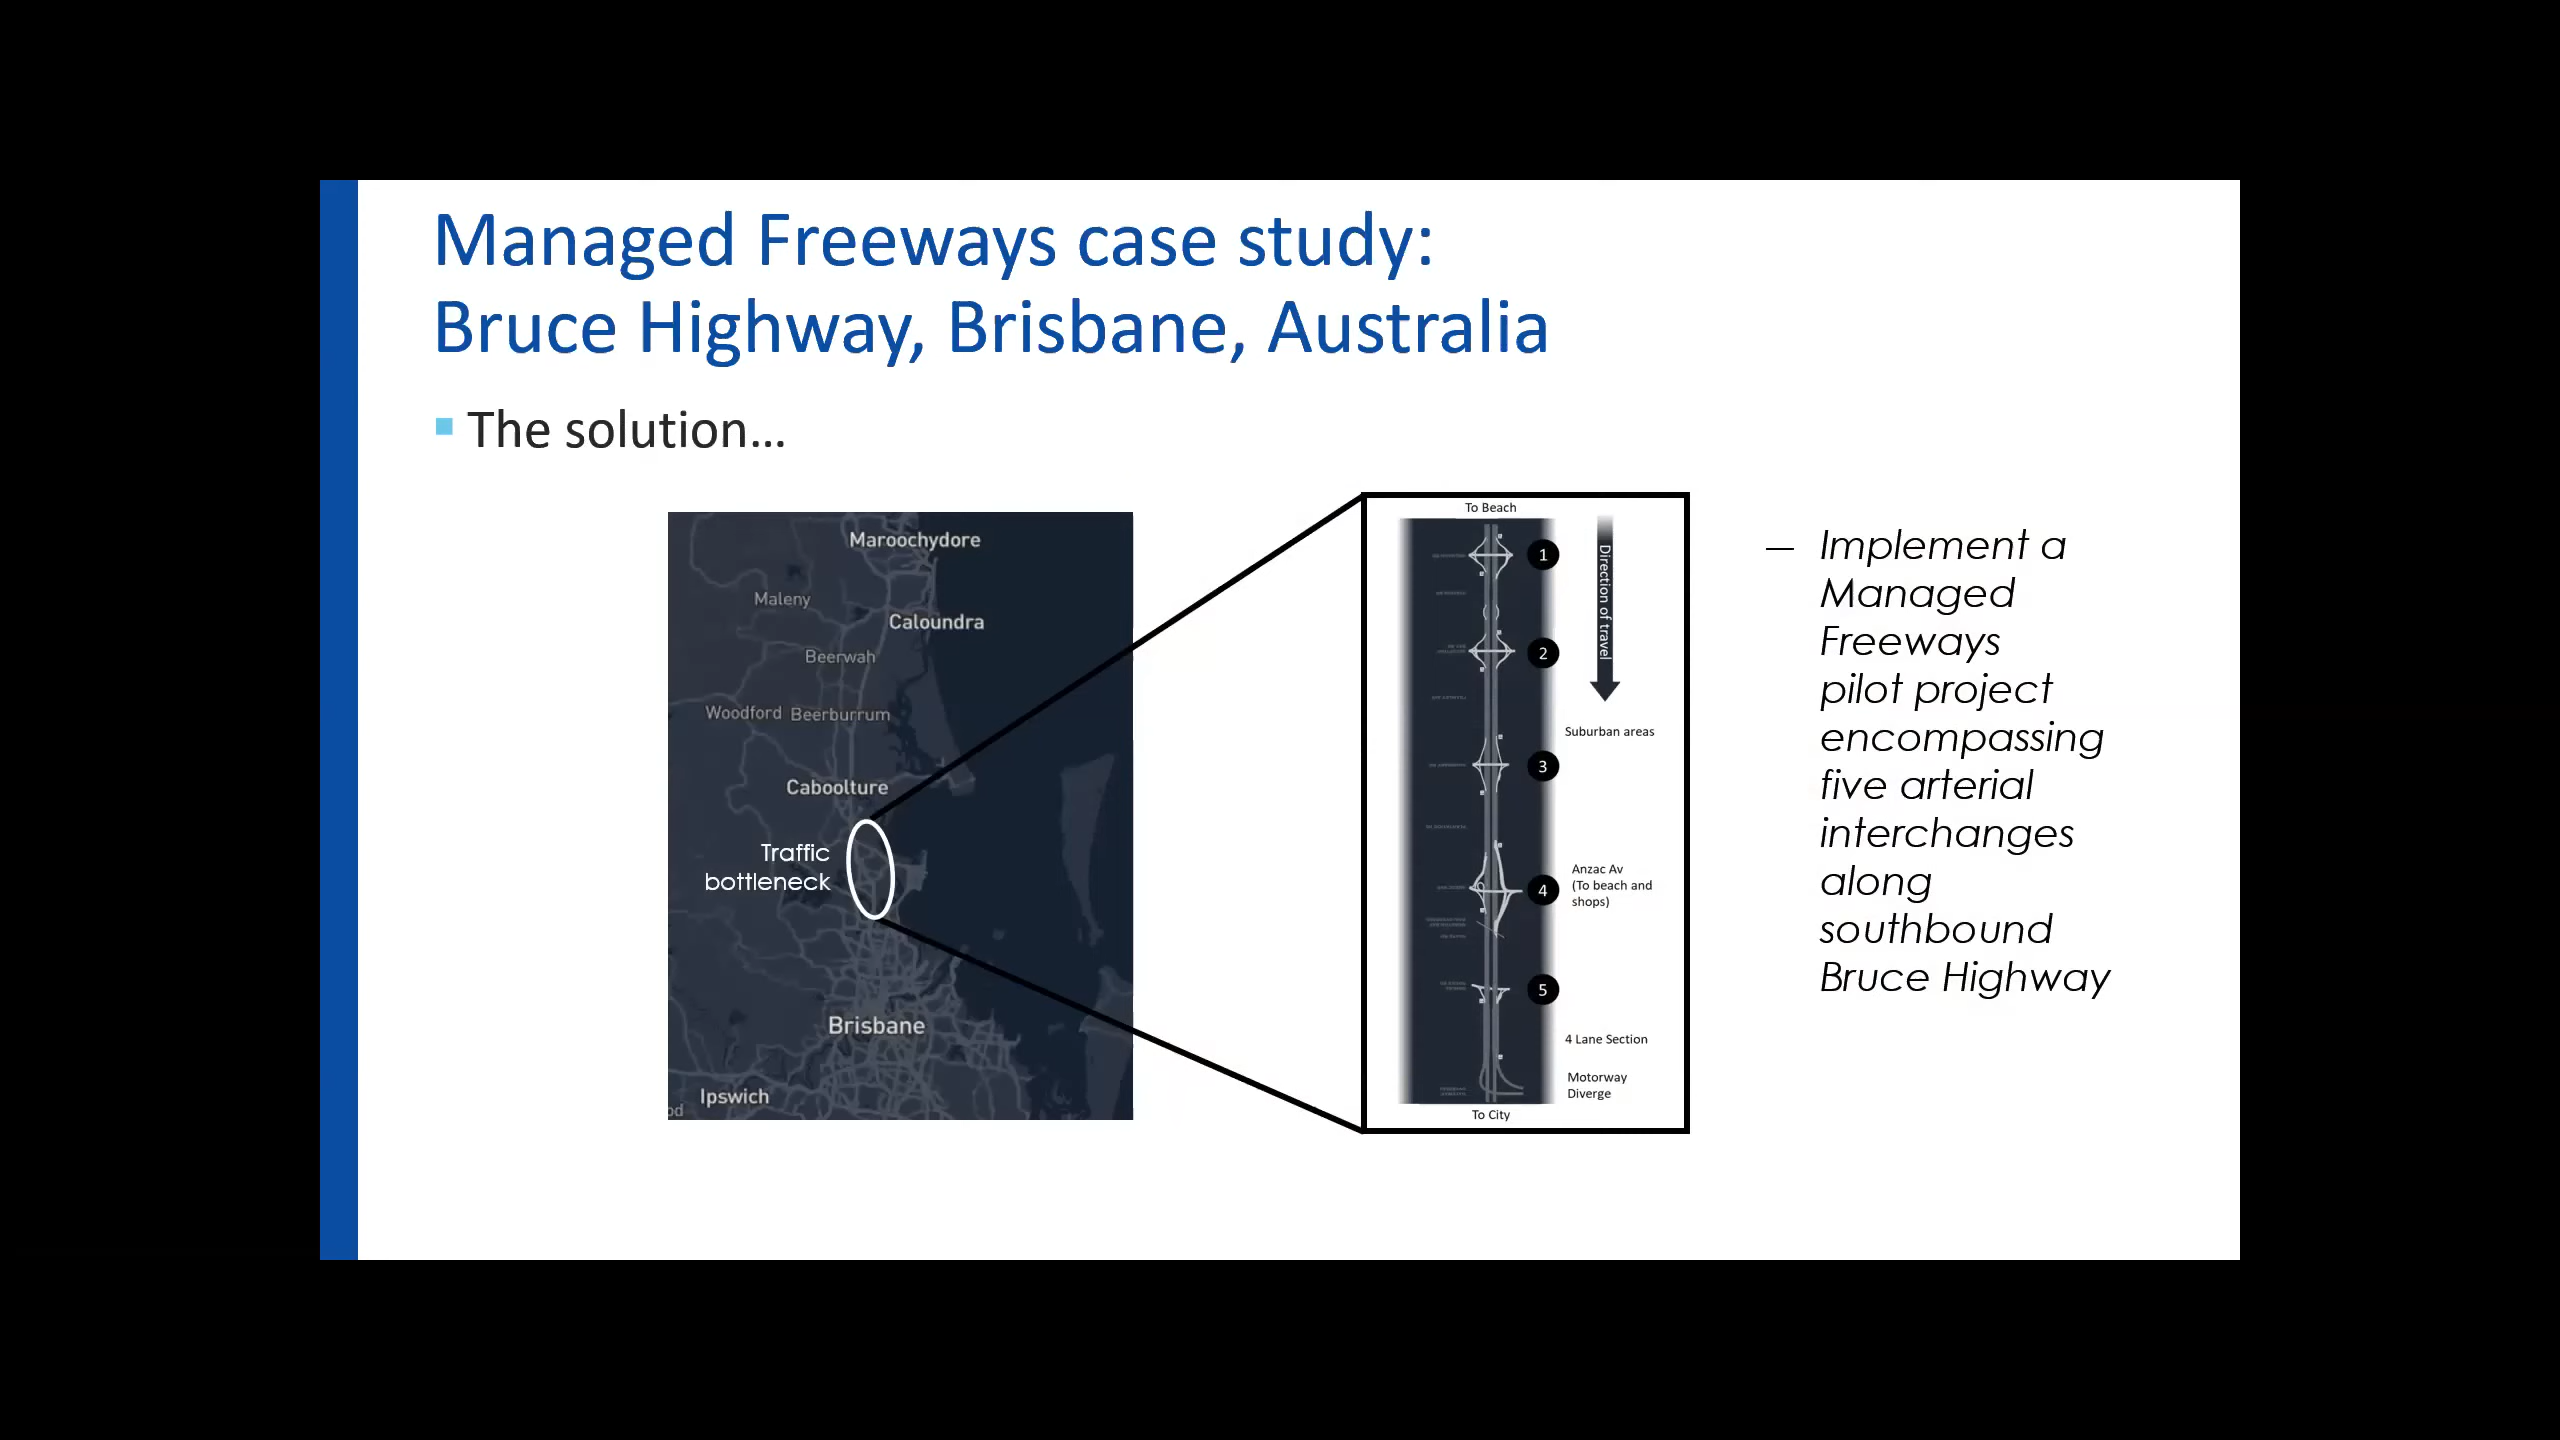 Managed Freeways case study:
Bruce Highway, Brisbane, Australia
The solution...
Maroochydore
Maleny
Caloundra
Beerwah
Woodford
Beerburrum
Caboolture
Traffic
bottleneck
Brisbane
Ipswich
od
To Beach
1
2
3
4
5
Direction of travel
Suburban areas
Anzac Av
(To beach and
shops)
4 Lane Section
Motorway
Diverge
To City
— Implement a
Managed
Freeways
pilot project
encompassing
five arterial
interchanges
along
southbound
Bruce Highway